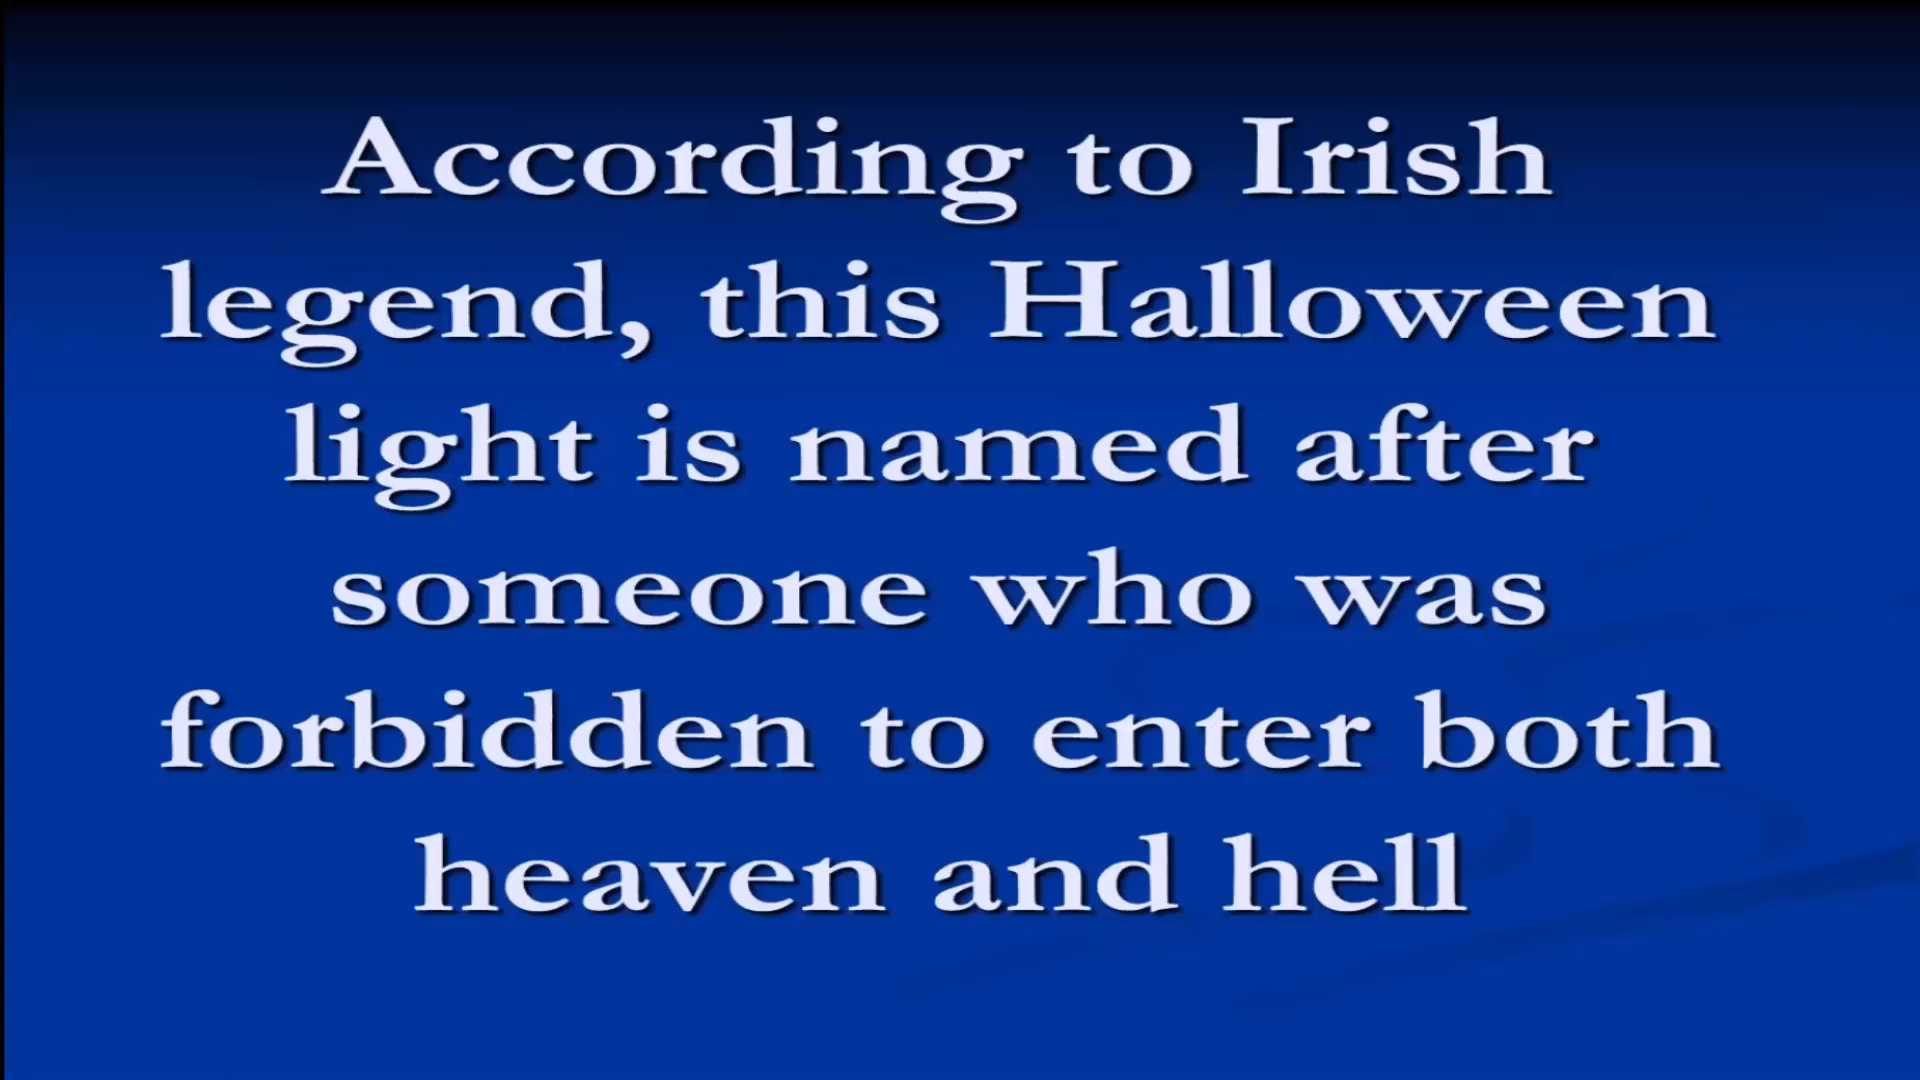 According to Irish
legend, this Halloween
light is named after
someone who was
forbidden to enter both
heaven and hell